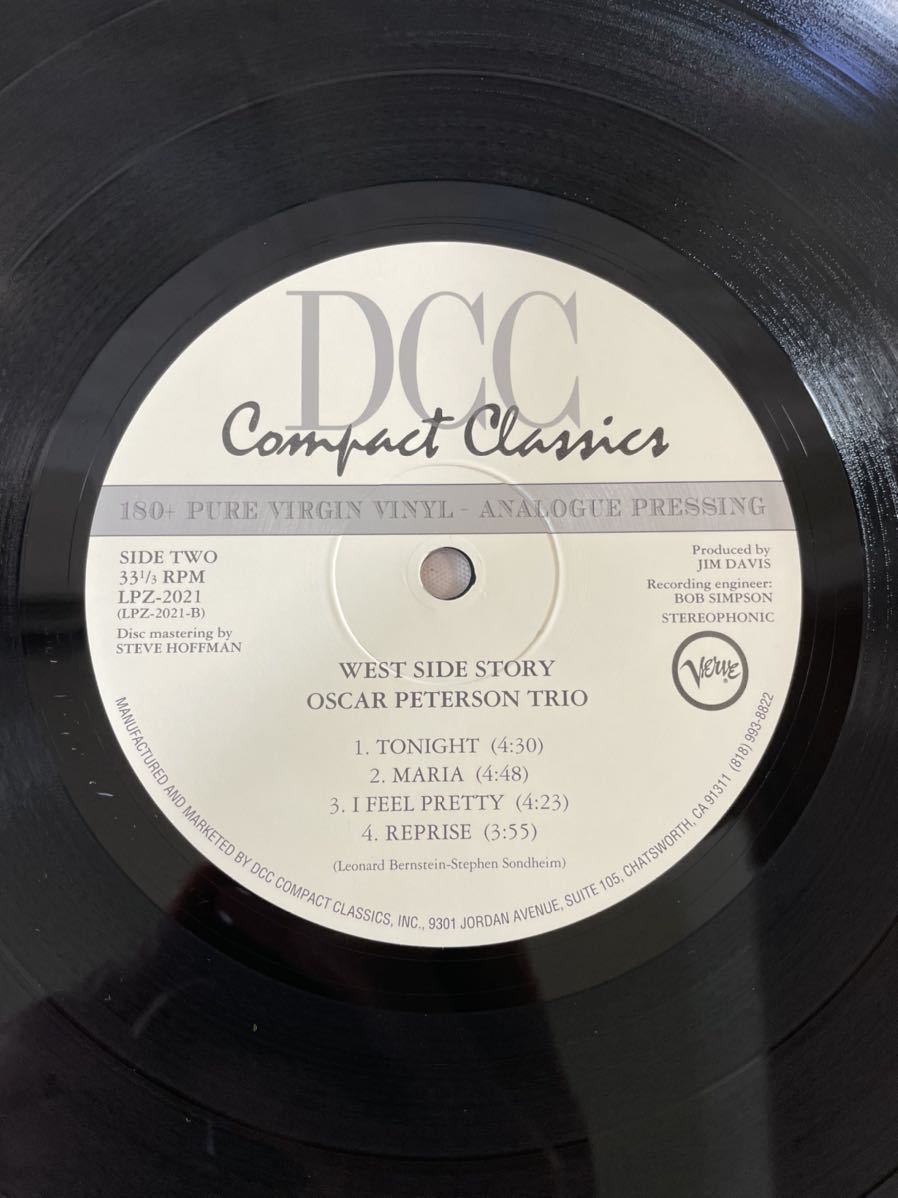 DCC
Compact Classics
180+ PURE VIRGIN VINYL - ANALOGUE PRESSING
SIDE TWO
33 1/3 RPM
LPZ-2021
(LPZ-2021-B)
Disc mastering by
STEVE HOFFMAN
Produced by
JIM DAVIS
Recording engineer:
BOB SIMPSON
STEREOPHONIC
Verve®
WEST SIDE STORY
OSCAR PETERSON TRIO
1. TONIGHT (4:30)
2. MARIA (4:48)
3. I FEEL PRETTY (4:23)
4. REPRISE (3:55)
(Leonard Bernstein-Stephen Sondheim)
MANUFACTURED AND MARKETED BY DCC COMPACT CLASSICS, INC., 9301 JORDAN AVENUE, SUITE 105, CHATSWORTH, CA 91311 (818) 993-8822